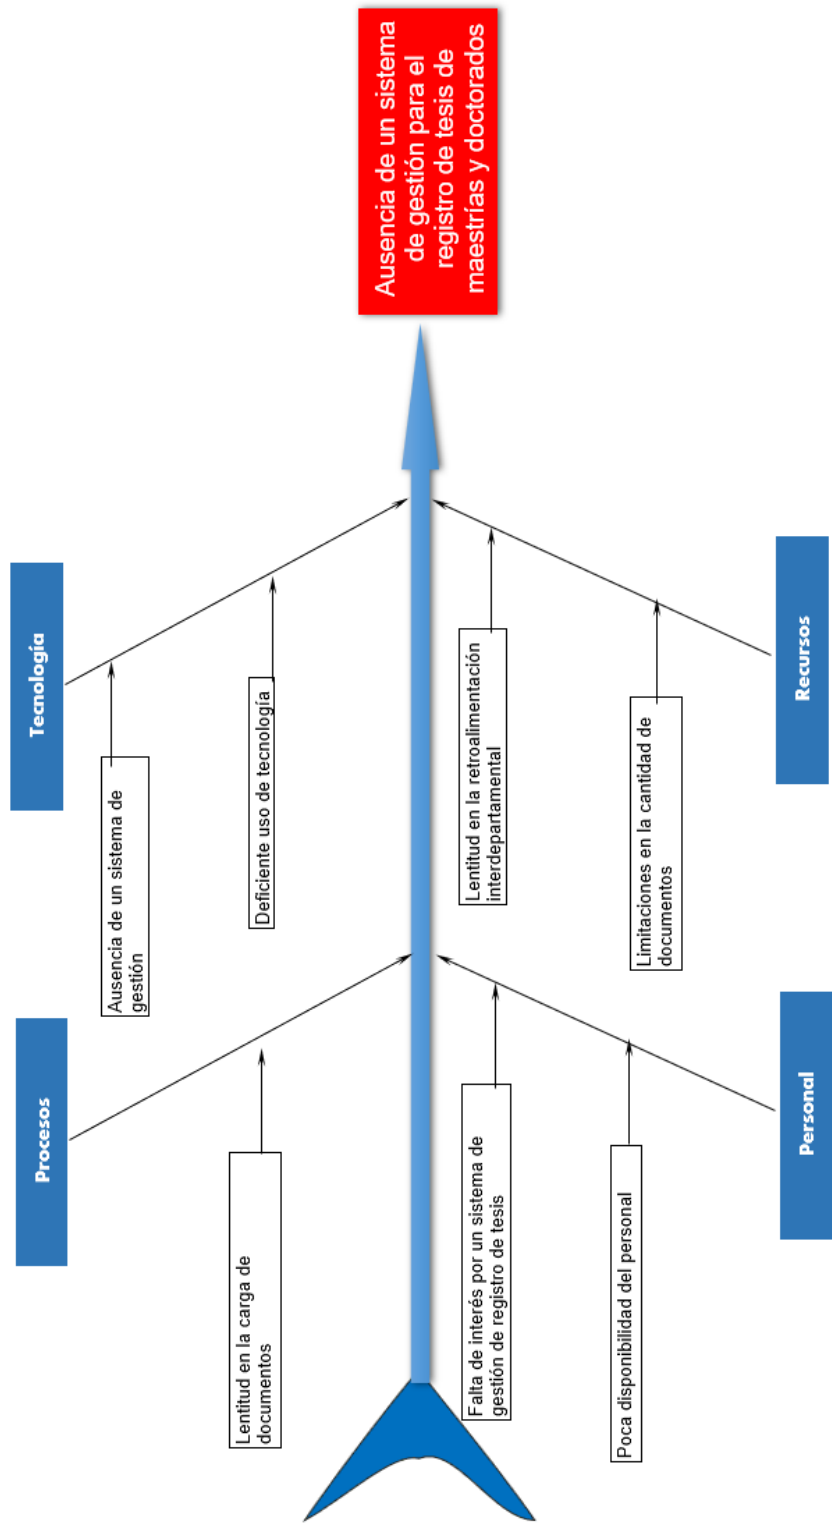 Procesos
Tecnología
Lentitud en la carga de
documentos
Ausencia de un sistema de
gestión
Deficiente uso de tecnología
Ausencia de un sistema
de gestión para el
registro de tesis de
maestrías y doctorados
Falta de interés por un sistema de
gestión de registro de tesis
Lentitud en la retroalimentación
interdepartamental
Poca disponibilidad del personal
Limitaciones en la cantidad de
documentos
Personal
Recursos